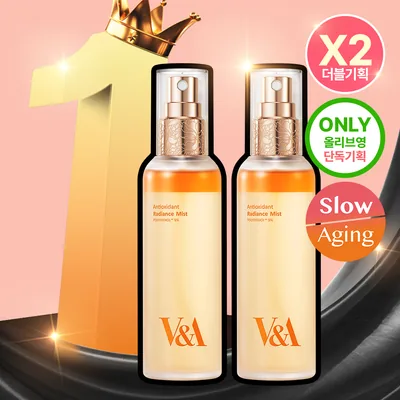 X2
더블기획
ONLY
올리브영
단독기획
Slow
Aging
Antioxidant
Radiance Mist
V&A
Antioxidant
Radiance Mist
V&A
1